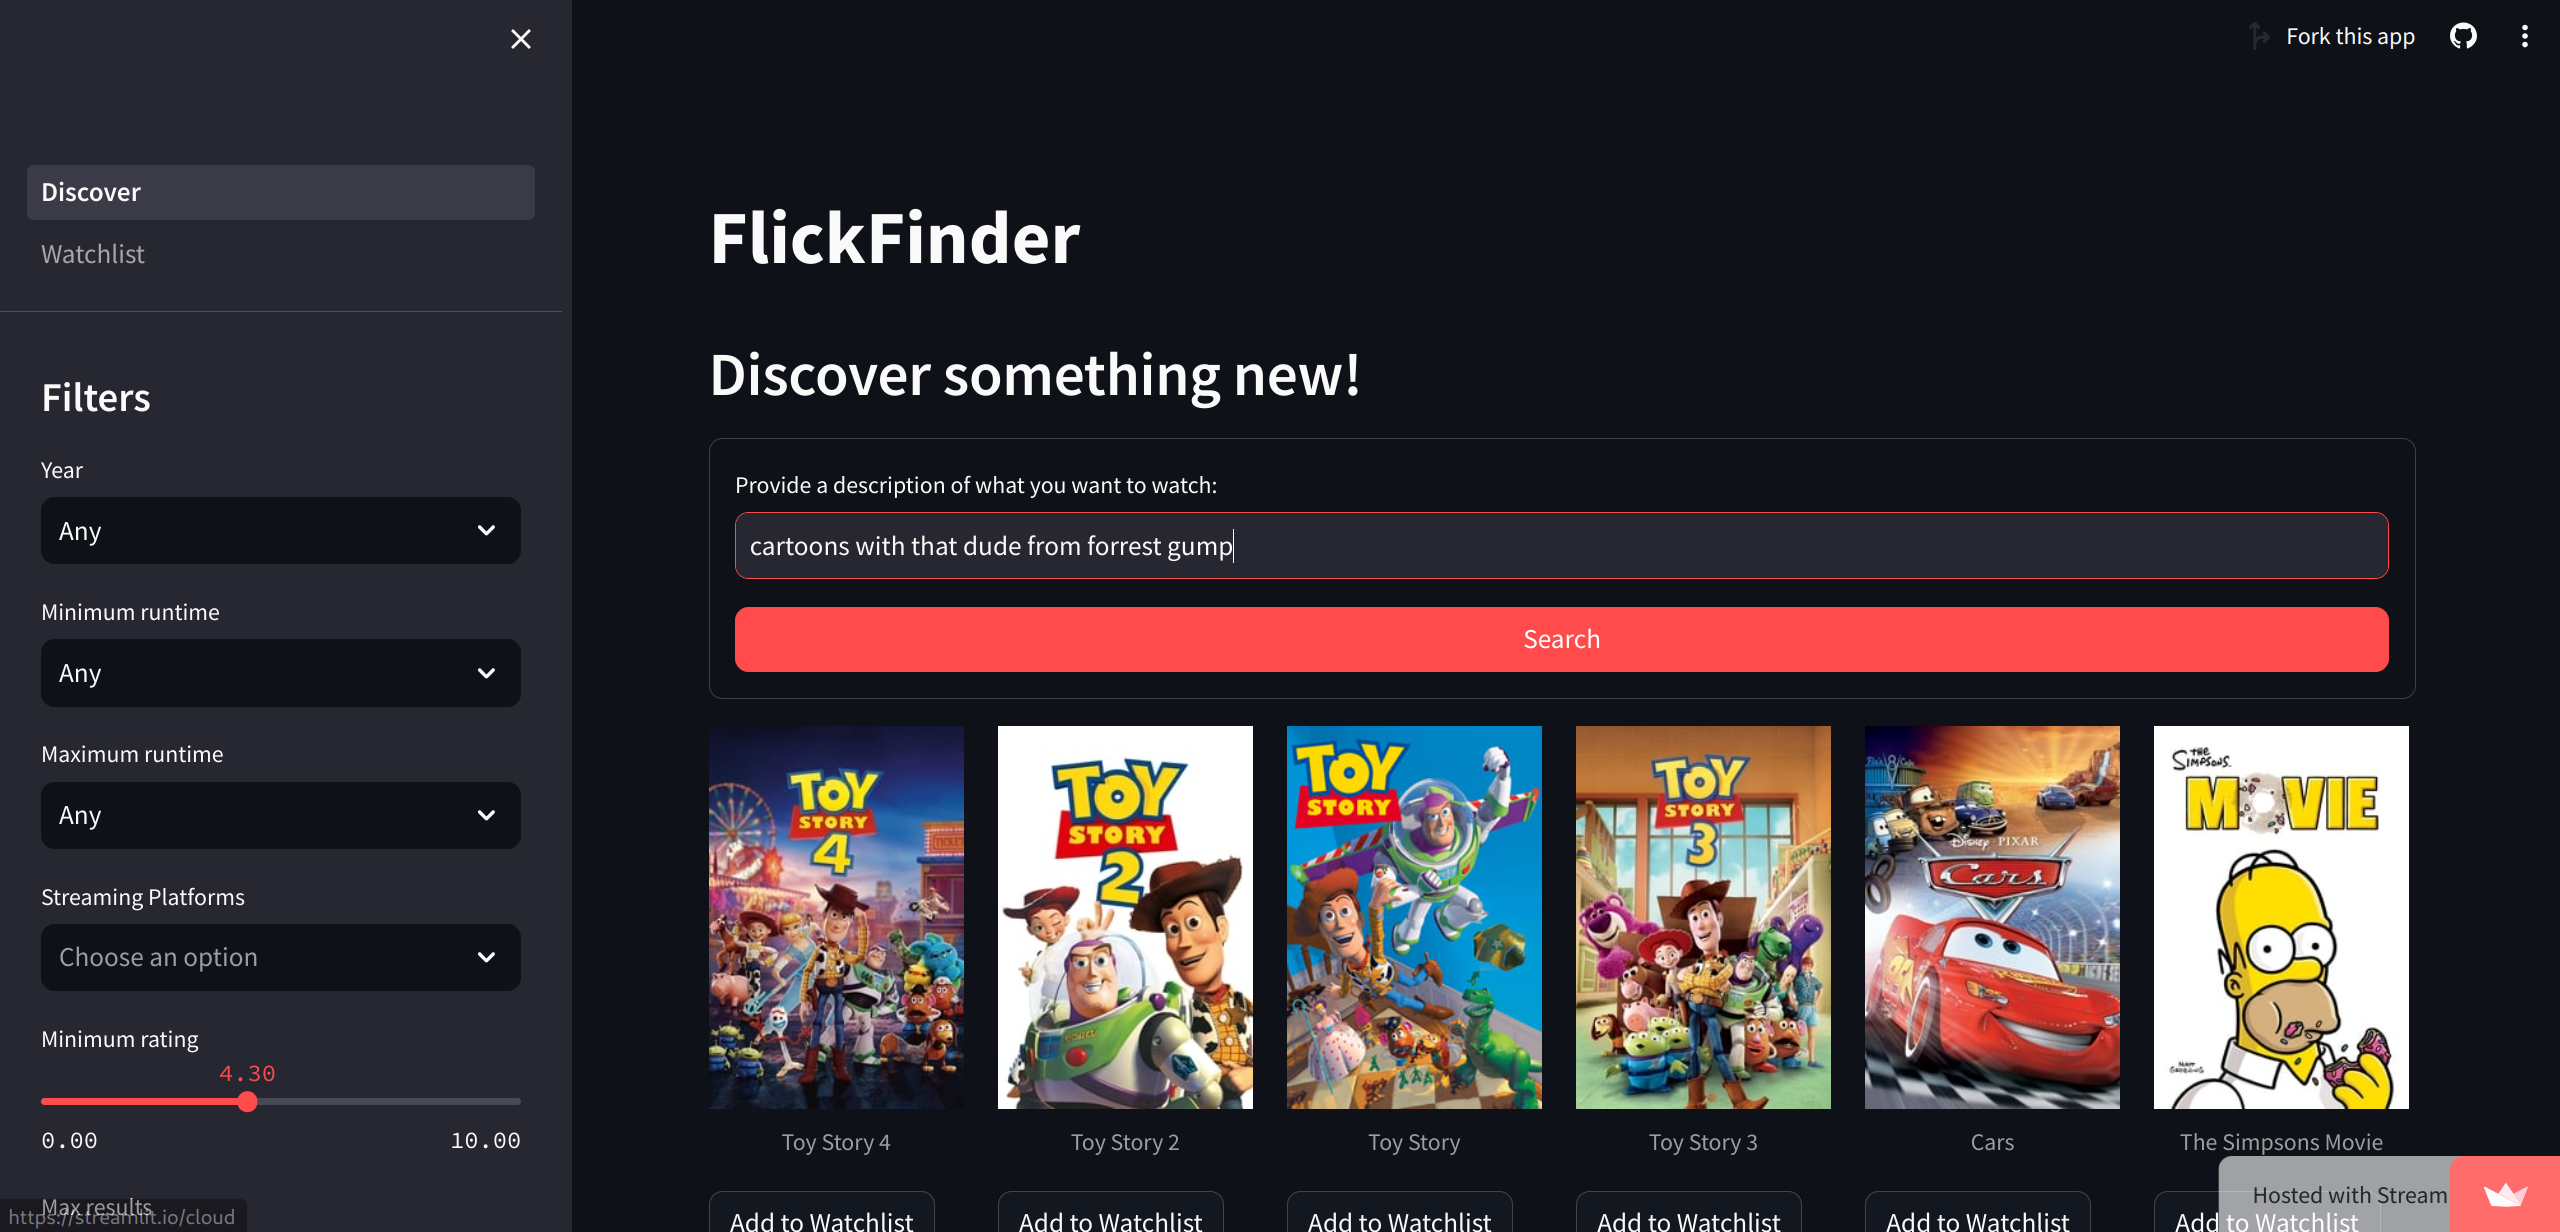 Fork this app
Discover
Watchlist
Filters
Year
Any
Minimum runtime
Any
Maximum runtime
Any
Streaming Platforms
Choose an option
Minimum rating
4.30
0.00
10.00
Max results
https://streamlit.io/cloud
FlickFinder
Discover something new!
Provide a description of what you want to watch:
cartoons with that dude from forrest gump
Search
TOY
STORY
4
TOY
STORY
2
TOY
STORY
TOY
STORY
3
Disney · PIXAR
Cars
THE
SIMPSONS
MOVIE
MATT
GROENING
Toy Story 4
Toy Story 2
Toy Story
Toy Story 3
Cars
The Simpsons Movie
Add to Watchlist
Add to Watchlist
Add to Watchlist
Add to Watchlist
Add to Watchlist
Add to Watchlist
Hosted with Stream